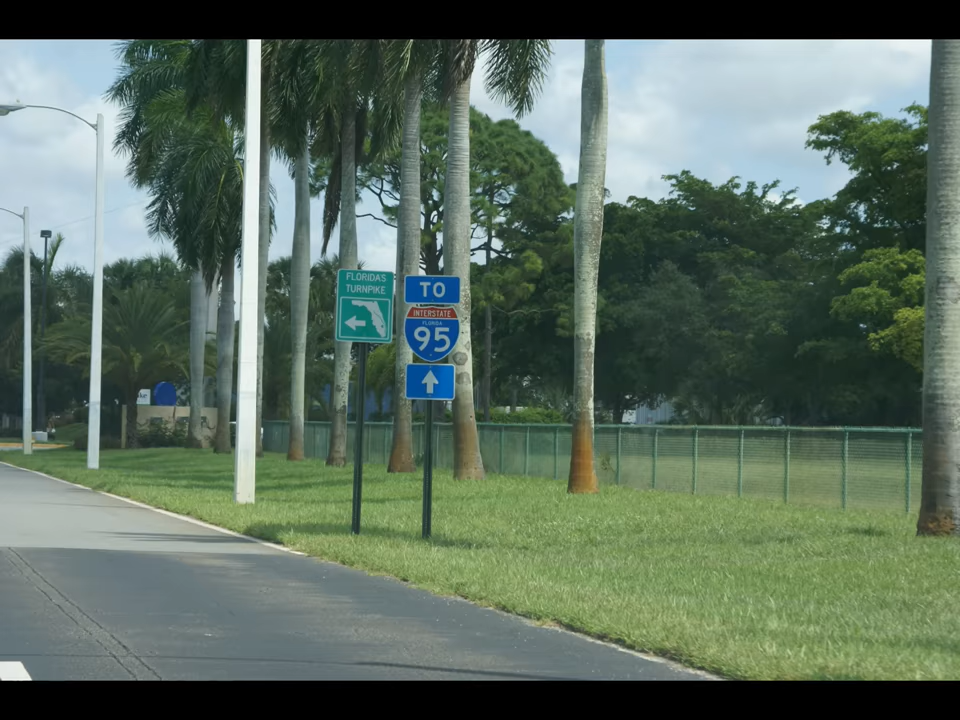 FLORIDA'S
TURNPIKE
TO
INTERSTATE
FLORIDA
95